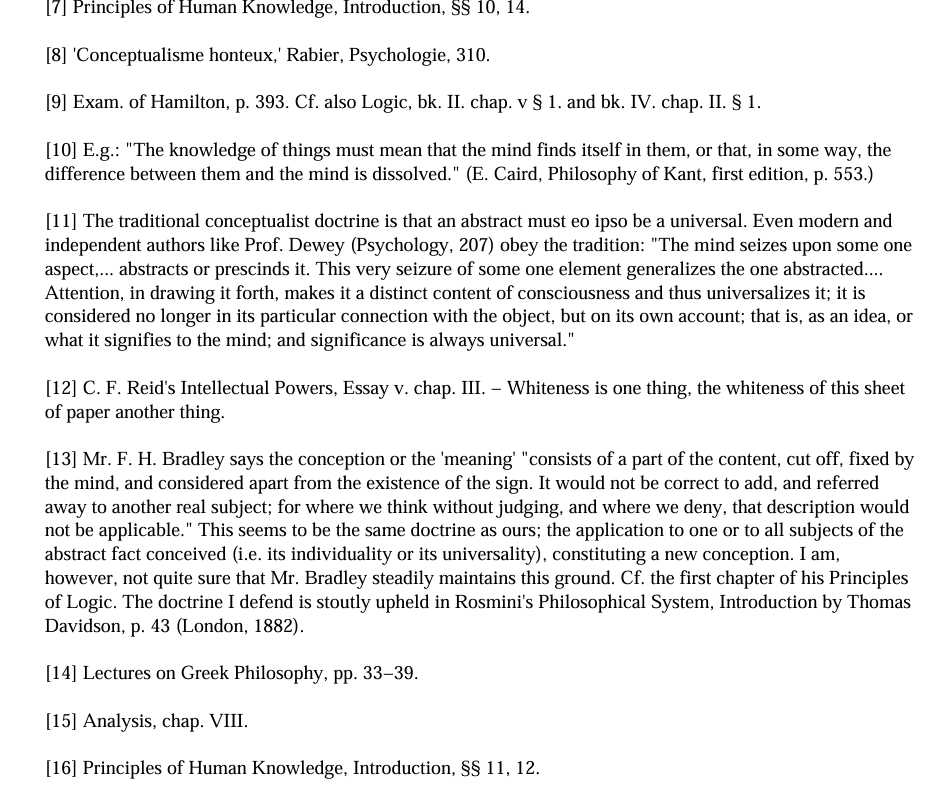 [7] Principles of Human Knowledge, Introduction, §§ 10, 14.
[8] 'Conceptualisme honteux,' Rabier, Psychologie, 310.
[9] Exam. of Hamilton, p. 393. Cf. also Logic, bk. II. chap. v § 1. and bk. IV. chap. II. § 1.
[10] E.g.: "The knowledge of things must mean that the mind finds itself in them, or that, in some way, the
difference between them and the mind is dissolved." (E. Caird, Philosophy of Kant, first edition, p. 553.)
[11] The traditional conceptualist doctrine is that an abstract must eo ipso be a universal. Even modern and
independent authors like Prof. Dewey (Psychology, 207) obey the tradition: "The mind seizes upon some one
aspect,... abstracts or prescinds it. This very seizure of some one element generalizes the one abstracted....
Attention, in drawing it forth, makes it a distinct content of consciousness and thus universalizes it; it is
considered no longer in its particular connection with the object, but on its own account; that is, as an idea, or
what it signifies to the mind; and significance is always universal."
[12] C. F. Reid's Intellectual Powers, Essay v. chap. III. – Whiteness is one thing, the whiteness of this sheet
of paper another thing.
[13] Mr. F. H. Bradley says the conception or the 'meaning' "consists of a part of the content, cut off, fixed by
the mind, and considered apart from the existence of the sign. It would not be correct to add, and referred
away to another real subject; for where we think without judging, and where we deny, that description would
not be applicable." This seems to be the same doctrine as ours; the application to one or to all subjects of the
abstract fact conceived (i.e. its individuality or its universality), constituting a new conception. I am,
however, not quite sure that Mr. Bradley steadily maintains this ground. Cf. the first chapter of his Principles
of Logic. The doctrine I defend is stoutly upheld in Rosmini's Philosophical System, Introduction by Thomas
Davidson, p. 43 (London, 1882).
[14] Lectures on Greek Philosophy, pp. 33–39.
[15] Analysis, chap. VIII.
[16] Principles of Human Knowledge, Introduction, §§ 11, 12.